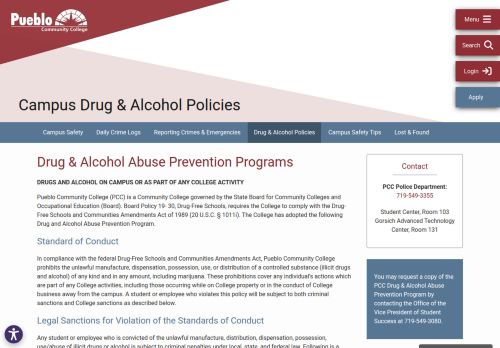 Pueblo
Community College
Menu
Search
Login
Apply
Campus Drug & Alcohol Policies
Campus Safety
Daily Crime Logs
Reporting Crimes & Emergencies
Drug & Alcohol Policies
Campus Safety Tips
Lost & Found
Drug & Alcohol Abuse Prevention Programs
DRUGS AND ALCOHOL ON CAMPUS OR AS PART OF ANY COLLEGE ACTIVITY
Pueblo Community College (PCC) is a Community College governed by the State Board for Community Colleges and
Occupational Education (Board). Board Policy 19- 30, Drug-Free Schools, requires the College to comply with the Drug-
Free Schools and Communities Amendments Act of 1989 (20 U.S.C. § 1011i). The College has adopted the following
Drug and Alcohol Abuse Prevention Program.
Standard of Conduct
In compliance with the federal Drug-Free Schools and Communities Amendments Act, Pueblo Community College
prohibits the unlawful manufacture, dispensation, possession, use, or distribution of a controlled substance (illicit drugs
and alcohol) of any kind and in any amount, including marijuana. These prohibitions cover any individual's actions which
are part of any College activities, including those occurring while on College property or in the conduct of College
business away from the campus. A student or employee who violates this policy will be subject to both criminal
sanctions and College sanctions as described below.
Legal Sanctions for Violation of the Standards of Conduct
Any student or employee who is convicted of the unlawful manufacture, distribution, dispensation, possession,
use/abuse of illicit drugs or alcohol is subject to criminal penalties under local, state, and federal law. Following is a
Contact
PCC Police Department:
719-549-3355
Student Center, Room 103
Gorsich Advanced Technology
Center, Room 131
You may request a copy of the
PCC Drug & Alcohol Abuse
Prevention Program by
contacting the Office of the
Vice President of Student
Success at 719-549-3080.